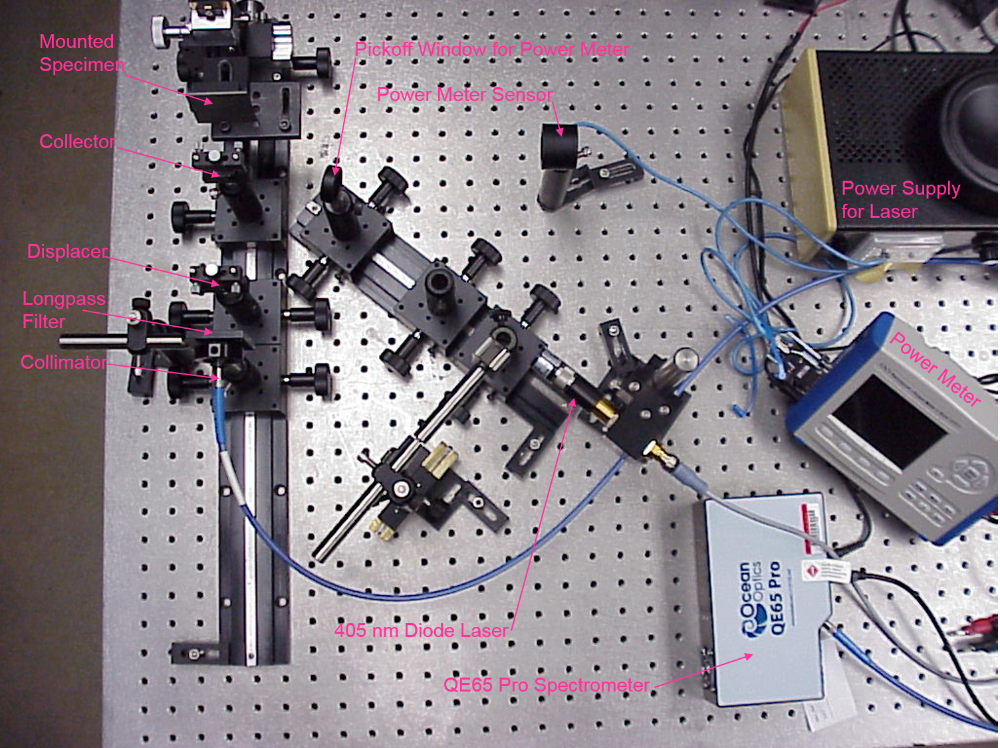 Mounted
Specimen
Pickoff Window for Power Meter
Power Meter Sensor
Collector
Power Supply
for Laser
Displacer
Longpass
Filter
Collimator
Power Meter
405 nm Diode Laser
Ocean
Optics
QE65 Pro
QE65 Pro Spectrometer